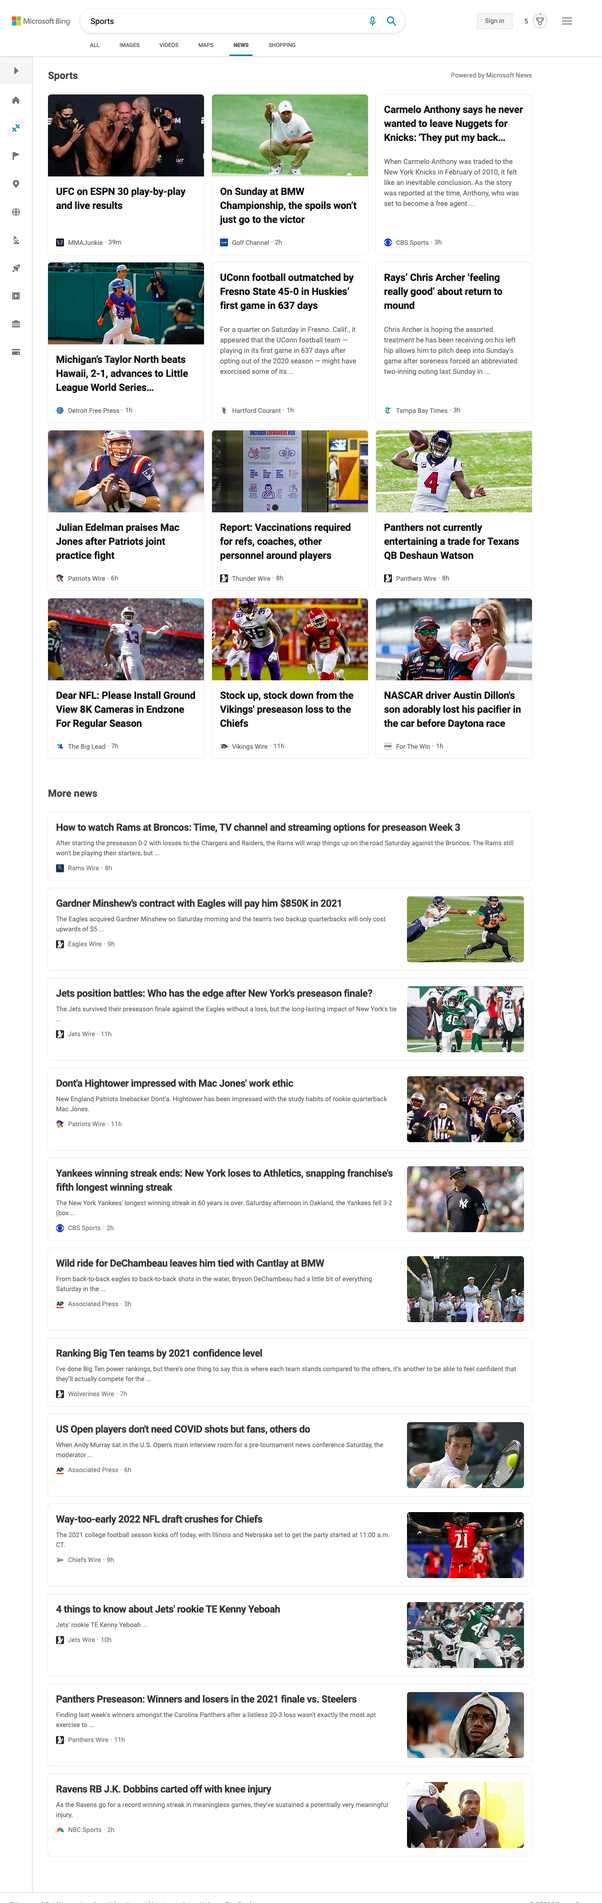 Microsoft Bing
Sports
Sign in
5
ALL
IMAGES
VIDEOS
MAPS
NEWS
SHOPPING
Sports
Powered by Microsoft News
UFC on ESPN 30 play-by-play
and live results
MMAJunkie · 39m
On Sunday at BMW
Championship, the spoils won't
just go to the victor
Golf Channel · 2h
Carmelo Anthony says he never
wanted to leave Nuggets for
Knicks: 'They put my back...
When Carmelo Anthony was traded to the
New York Knicks in February of 2010, it felt
like an inevitable conclusion. As the story
was reported at the time, Anthony, who was
set to become a free agent ...
CBS Sports · 3h
Michigan's Taylor North beats
Hawaii, 2-1, advances to Little
League World Series...
Detroit Free Press · 1h
UConn football outmatched by
Fresno State 45-0 in Huskies'
first game in 637 days
For a quarter on Saturday in Fresno. Calif., it
appeared that the UConn football team —
playing in its first game in 637 days after
opting out of the 2020 season — might have
exorcised some of its ...
Hartford Courant · 1h
Rays' Chris Archer 'feeling
really good' about return to
mound
Chris Archer is hoping the assorted
treatment he has been receiving on his left
hip allows him to pitch deep into Sunday's
game after soreness forced an abbreviated
two-inning outing last Sunday in ...
Tampa Bay Times · 3h
Julian Edelman praises Mac
Jones after Patriots joint
practice fight
Patriots Wire · 6h
Report: Vaccinations required
for refs, coaches, other
personnel around players
Thunder Wire · 8h
4
Panthers not currently
entertaining a trade for Texans
QB Deshaun Watson
Panthers Wire · 8h
Dear NFL: Please Install Ground
View 8K Cameras in Endzone
For Regular Season
The Big Lead · 7h
Stock up, stock down from the
Vikings' preseason loss to the
Chiefs
Vikings Wire · 11h
NASCAR driver Austin Dillon's
son adorably lost his pacifier in
the car before Daytona race
For The Win · 1h
More news
How to watch Rams at Broncos: Time, TV channel and streaming options for preseason Week 3
After starting the preseason 0-2 with losses to the Chargers and Raiders, the Rams will wrap things up on the road Saturday against the Broncos. The Rams still
won't be playing their starters, but ...
Rams Wire · 8h
Gardner Minshew's contract with Eagles will pay him $850K in 2021
The Eagles acquired Gardner Minshew on Saturday morning and the team's two backup quarterbacks will only cost
upwards of $5 ...
Eagles Wire · 9h
Jets position battles: Who has the edge after New York's preseason finale?
The Jets survived their preseason finale against the Eagles without a loss, but the long-lasting impact of New York's tie
...
Jets Wire · 11h
Dont'a Hightower impressed with Mac Jones' work ethic
New England Patriots linebacker Dont'a. Hightower has been impressed with the study habits of rookie quarterback
Mac Jones.
Patriots Wire · 11h
Yankees winning streak ends: New York loses to Athletics, snapping franchise's
fifth longest winning streak
The New York Yankees' longest winning streak in 60 years is over. Saturday afternoon in Oakland, the Yankees fell 3-2
(box ...
CBS Sports · 2h
Wild ride for DeChambeau leaves him tied with Cantlay at BMW
From back-to-back eagles to back-to-back shots in the water, Bryson DeChambeau had a little bit of everything
Saturday in the ...
AP Associated Press · 3h
Ranking Big Ten teams by 2021 confidence level
I've done Big Ten power rankings, but there's one thing to say this is where each team stands compared to the others, it's another to be able to feel confident that
they'll actually compete for the ...
Wolverines Wire · 7h
US Open players don't need COVID shots but fans, others do
When Andy Murray sat in the U.S. Open's main interview room for a pre-tournament news conference Saturday, the
moderator ...
AP Associated Press · 6h
Way-too-early 2022 NFL draft crushes for Chiefs
The 2021 college football season kicks off today, with Illinois and Nebraska set to get the party started at 11:00 a.m.
CT.
Chiefs Wire · 9h
21
4 things to know about Jets' rookie TE Kenny Yeboah
Jets' rookie TE Kenny Yeboah ...
Jets Wire · 10h
Panthers Preseason: Winners and losers in the 2021 finale vs. Steelers
Finding last week's winners amongst the Carolina Panthers after a listless 20-3 loss wasn't exactly the most apt
exercise to ...
Panthers Wire · 11h
Ravens RB J.K. Dobbins carted off with knee injury
As the Ravens go for a record winning streak in meaningless games, they've sustained a potentially very meaningful
injury.
NBC Sports · 2h